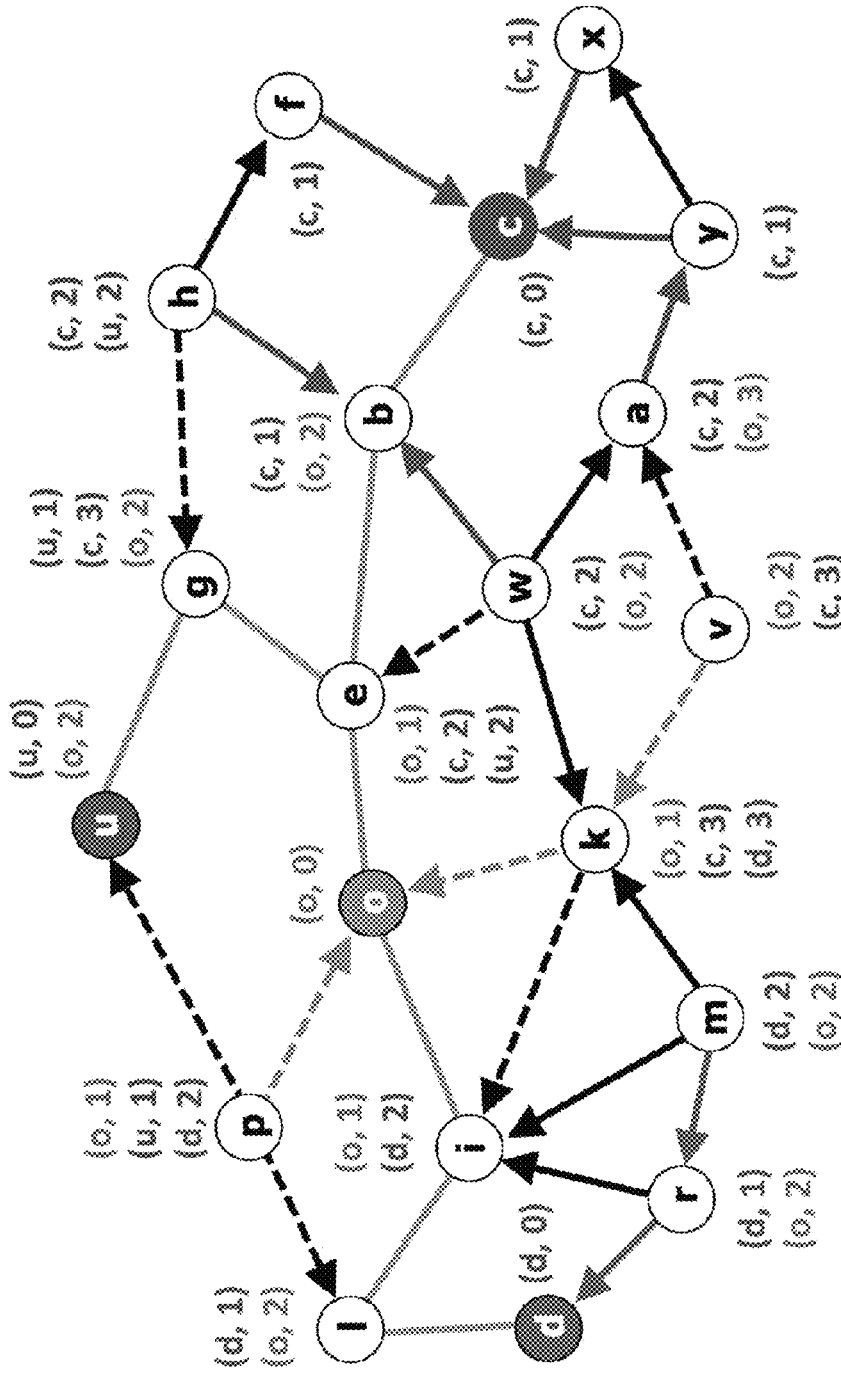 (u, 0)
(o, 2)
u
(u, 1)
(c, 3)
(o, 2)
g
(c, 2)
(u, 2)
h
(o, 1)
(u, 1)
(d, 2)
p
f
(c, 1)
(d, 1)
(o, 2)
l
(o, 0)
o
e
(o, 1)
(c, 2)
(u, 2)
(c, 1)
(o, 2)
b
(o, 1)
(d, 2)
i
c
(c, 0)
(d, 0)
d
w
(c, 2)
(o, 2)
(c, 1)
x
k
(o, 1)
(c, 3)
(d, 3)
a
(c, 2)
(o, 3)
r
(d, 1)
(o, 2)
m
(d, 2)
(o, 2)
v
(o, 2)
(c, 3)
y
(c, 1)